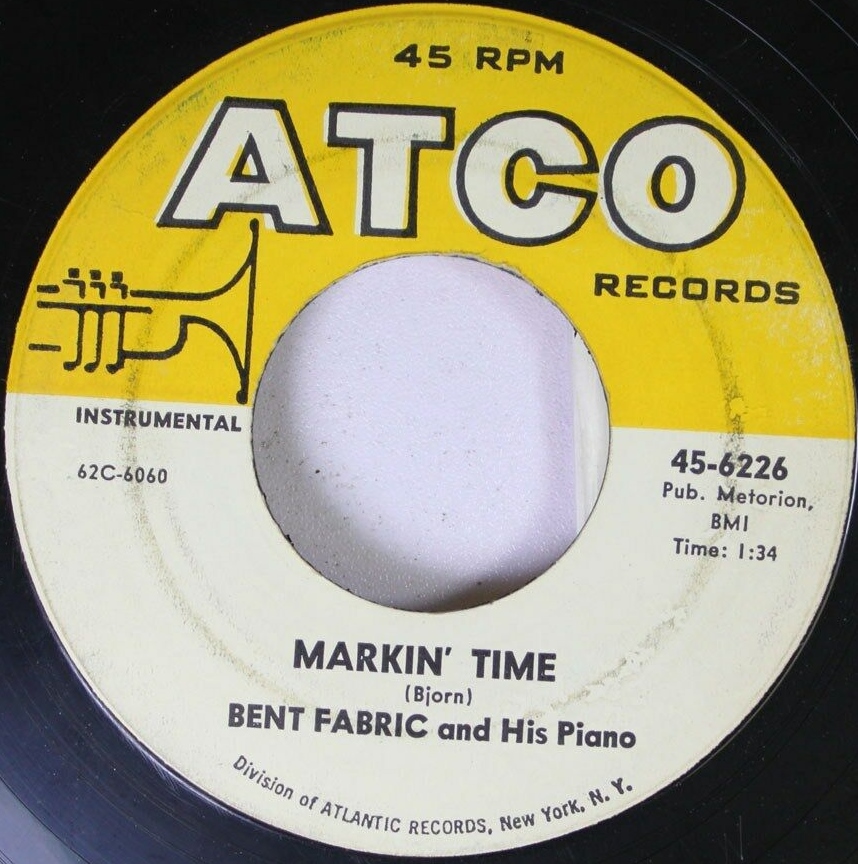 45 RPM
ATCO
RECORDS
INSTRUMENTAL
62C-6060
45-6226
Pub. Metorion,
BMI
Time: 1:34
MARKIN' TIME
(Bjorn)
BENT FABRIC and His Piano
Division of ATLANTIC RECORDS, New York, N. Y.